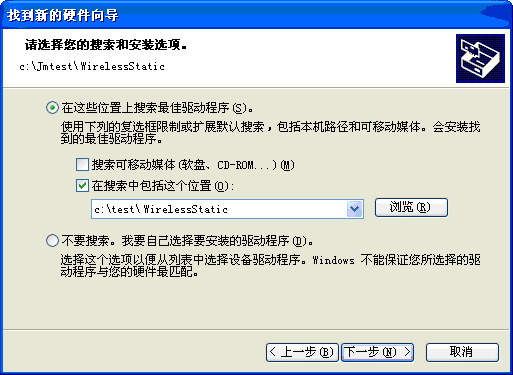 找到新的硬件向导
请选择您的搜索和安装选项。
c:\Jmtest\WirelessStatic
在这些位置上搜索最佳驱动程序(S)。
使用下列的复选框限制或扩展默认搜索,包括本机路径和可移动媒体。会安装找
到的最佳驱动程序。
搜索可移动媒体(软盘、CD-ROM...)(M)
在搜索中包括这个位置(O):
c:\test\WirelessStatic
浏览(R)
不要搜索。我要自己选择要安装的驱动程序(D)。
选择这个选项以便从列表中选择设备驱动程序。Windows 不能保证您所选择的驱
动程序与您的硬件最匹配。
< 上一步(B) 下一步(N) > 取消